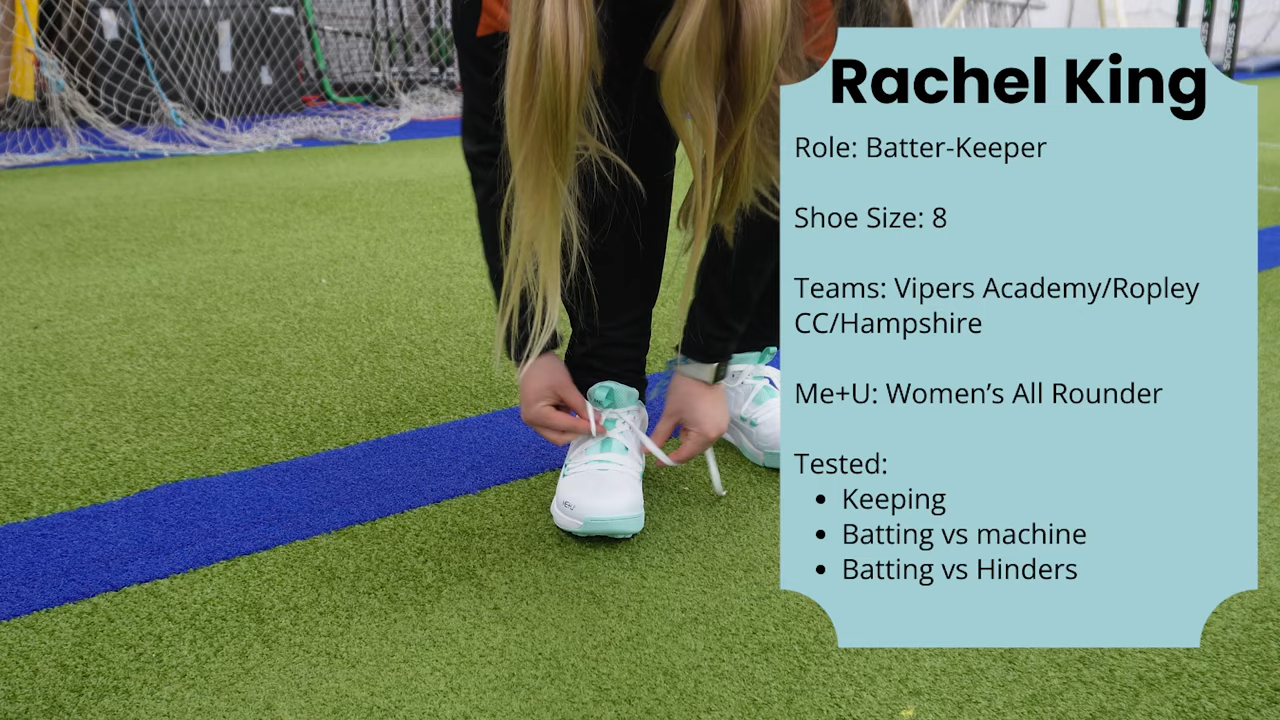 Rachel King
Role: Batter-Keeper
Shoe Size: 8
Teams: Vipers Academy/Ropley
CC/Hampshire
Me+U: Women’s All Rounder
Tested:
• Keeping
• Batting vs machine
• Batting vs Hinders
ME+U